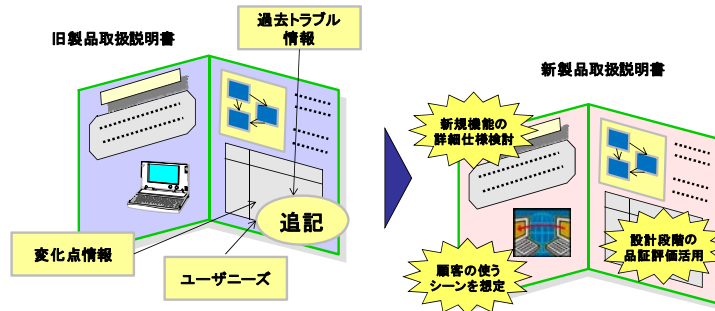 過去トラブル
情報
旧製品取扱説明書
新製品取扱説明書
新規機能の
詳細仕様検討
追記
変化点情報
ユーザニーズ
設計段階の
品証評価活用
顧客の使う
シーンを想定